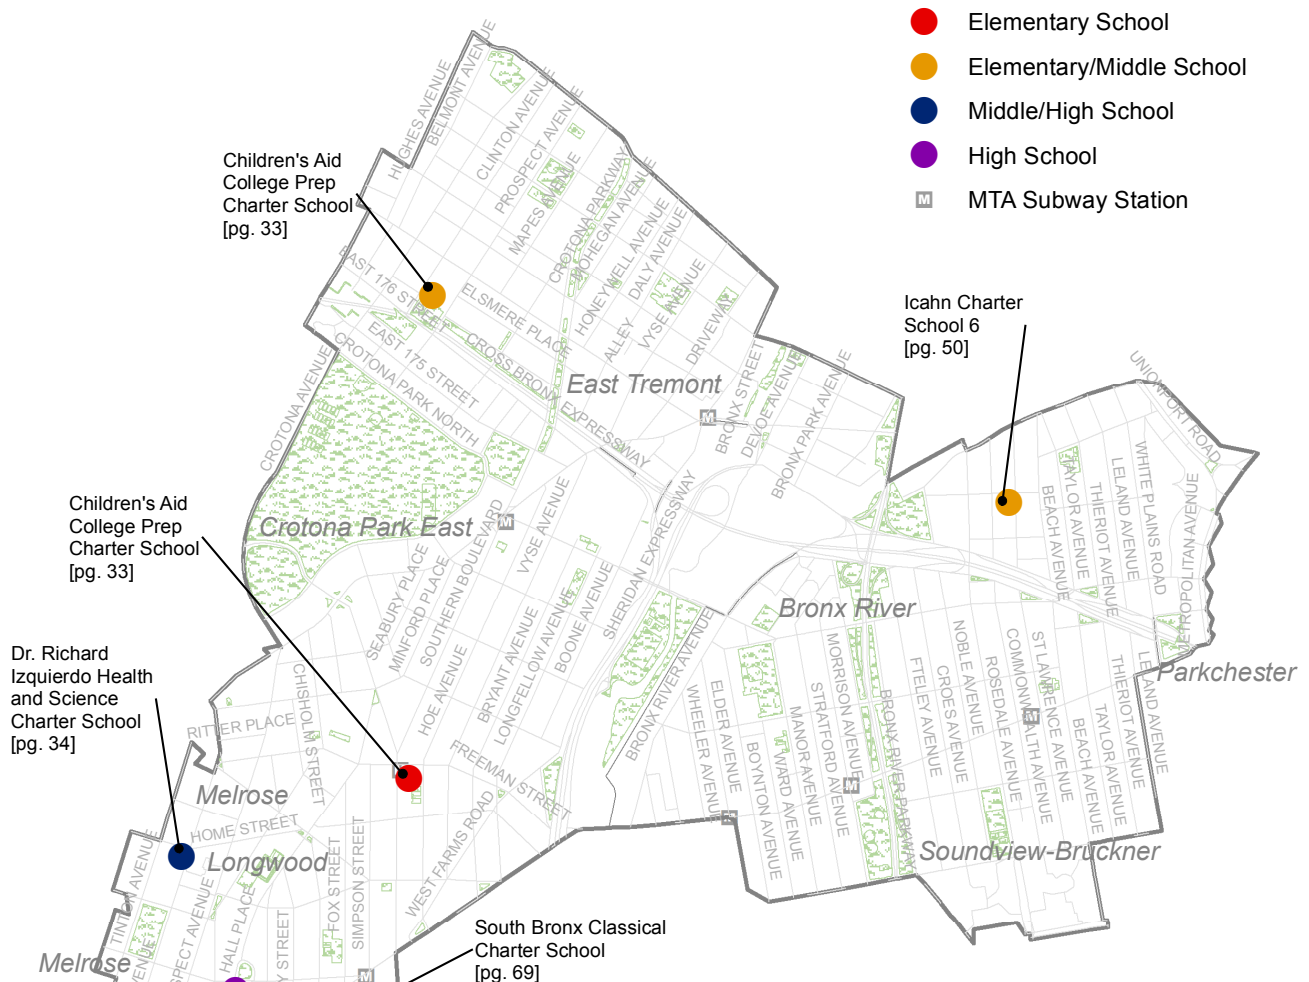 Elementary School
Elementary/Middle School
Middle/High School
High School
M MTA Subway Station
Children's Aid
College Prep
Charter School
[pg. 33]
Icahn Charter
School 6
[pg. 50]
Children's Aid
College Prep
Charter School
[pg. 33]
Dr. Richard
Izquierdo Health
and Science
Charter School
[pg. 34]
South Bronx Classical
Charter School
[pg. 69]
East Tremont
Crotona Park East
Bronx River
Parkchester
Melrose
Longwood
Soundview-Bruckner
Melrose
HUGHES AVENUE
BELMONT AVENUE
CLINTON AVENUE
PROSPECT AVENUE
MAPES AVENUE
CROTONA PARKWAY
MOHEGAN AVENUE
HONEYWELL AVENUE
DALY AVENUE
VYSE AVENUE
ALLEY
DRIVEWAY
EAST 176 STREET
ELSMERE PLACE
EAST 175 STREET
CROSS BRONX EXPRESSWAY
CROTONA PARK NORTH
CROTONA AVENUE
BRONX STREET
DEVOE AVENUE
BRONX PARK AVENUE
UNIONPORT ROAD
TAYLOR AVENUE
BEACH AVENUE
THERIOT AVENUE
LELAND AVENUE
WHITE PLAINS ROAD
METROPOLITAN AVENUE
SEABURY PLACE
MINFORD PLACE
SOUTHERN BOULEVARD
VYSE AVENUE
HOE AVENUE
BRYANT AVENUE
LONGFELLOW AVENUE
BOONE AVENUE
SHERIDAN EXPRESSWAY
BRONX RIVER AVENUE
WHEELER AVENUE
ELDER AVENUE
BOYNTON AVENUE
WARD AVENUE
MANOR AVENUE
STRATFORD AVENUE
MORRISON AVENUE
BRONX RIVER PARKWAY
FTELEY AVENUE
CROES AVENUE
NOBLE AVENUE
ROSEDALE AVENUE
COMMONWEALTH AVENUE
ST LAWRENCE AVENUE
BEACH AVENUE
TAYLOR AVENUE
THIERIOT AVENUE
LELAND AVENUE
RITTER PLACE
CHISHOLM STREET
FREEMAN STREET
HOME STREET
WEST FARMS ROAD
FOX STREET
SIMPSON STREET
TINTON AVENUE
HALL PLACE